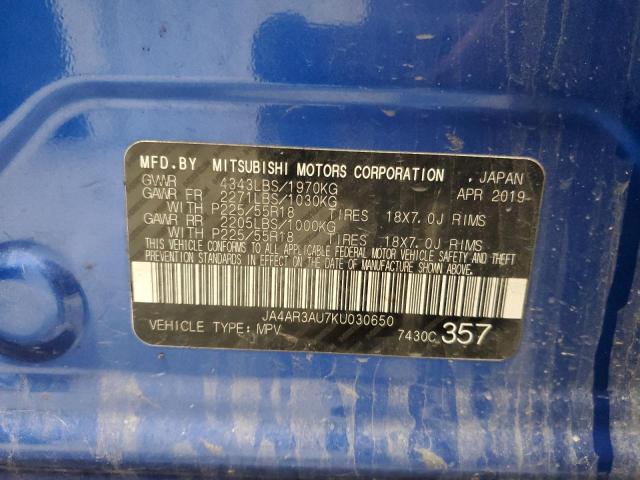 MFD.BY MITSUBISHI MOTORS CORPORATION , JAPAN
GVWR 4343LBS/1970KG APR 2019
GAWR FR 2271LBS/1030KG
WITH P225/55R18 TIRES 18X7.0J RIMS
GAWR RR 2205LBS/1000KG
WITH P225/55R18 TIRES 18X7.0J RIMS
THIS VEHICLE CONFORMS TO ALL APPLICABLE FEDERAL MOTOR VEHICLE SAFETY AND THEFT
PREVENTION STANDARDS IN EFFECT ON THE DATE OF MANUFACTURE SHOWN ABOVE.
JA4AR3AU7KU030650
VEHICLE TYPE:MPV 7430C 357